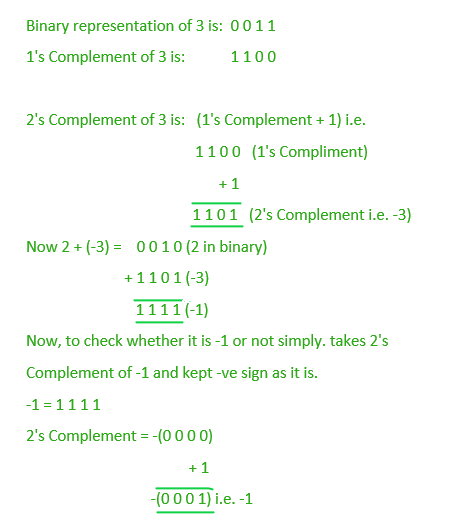 Binary representation of 3 is: 0 0 1 1
1's Complement of 3 is: 1 1 0 0
2's Complement of 3 is: (1's Complement + 1) i.e.
1 1 0 0 (1's Compliment)
+ 1
1 1 0 1 (2's Complement i.e. -3)
Now 2 + (-3) = 0 0 1 0 (2 in binary)
+ 1 1 0 1 (-3)
1 1 1 1 (-1)
Now, to check whether it is -1 or not simply. takes 2's
Complement of -1 and kept -ve sign as it is.
-1 = 1 1 1 1
2's Complement = -(0 0 0 0)
+ 1
-(0 0 0 1) i.e. -1